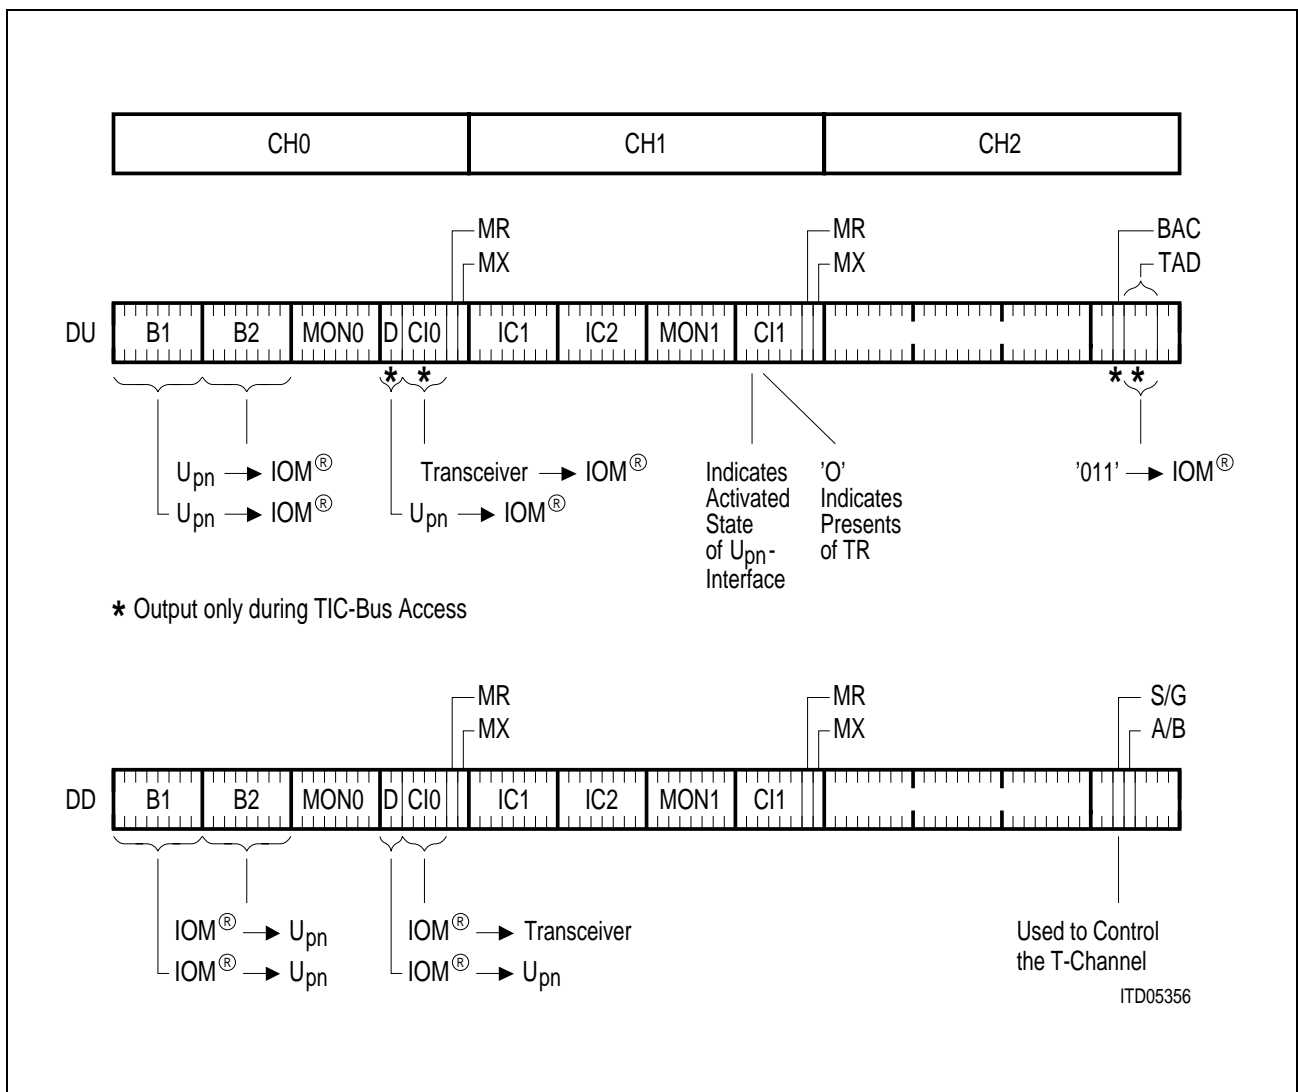 CH0 CH1 CH2
MR MR BAC
MX MX TAD
DU B1 B2 MON0 D CI0 IC1 IC2 MON1 CI1
* * * *
Upn → IOM® Transceiver → IOM® Indicates 'O' '011' → IOM®
Upn → IOM® Upn → IOM® Activated Indicates
State Presents
of Upn- of TR
Interface
* Output only during TIC-Bus Access
MR MR S/G
MX MX A/B
DD B1 B2 MON0 D CI0 IC1 IC2 MON1 CI1
IOM® → Upn IOM® → Transceiver Used to Control
IOM® → Upn IOM® → Upn the T-Channel
ITD05356